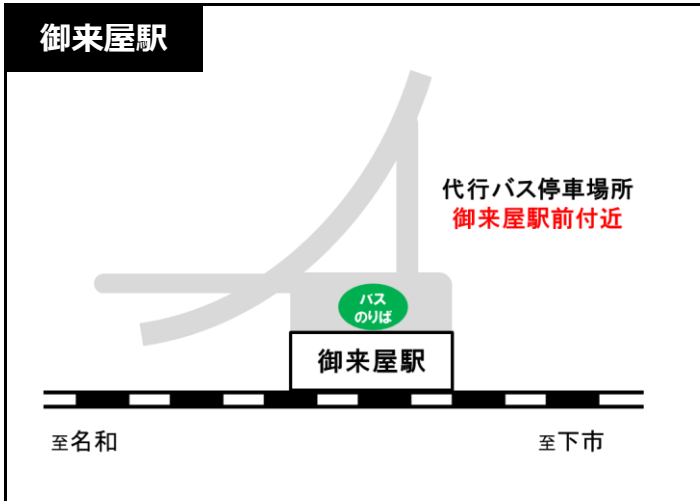 御来屋駅
代行バス停車場所
御来屋駅前付近
バス
のりば
御来屋駅
至名和
至下市